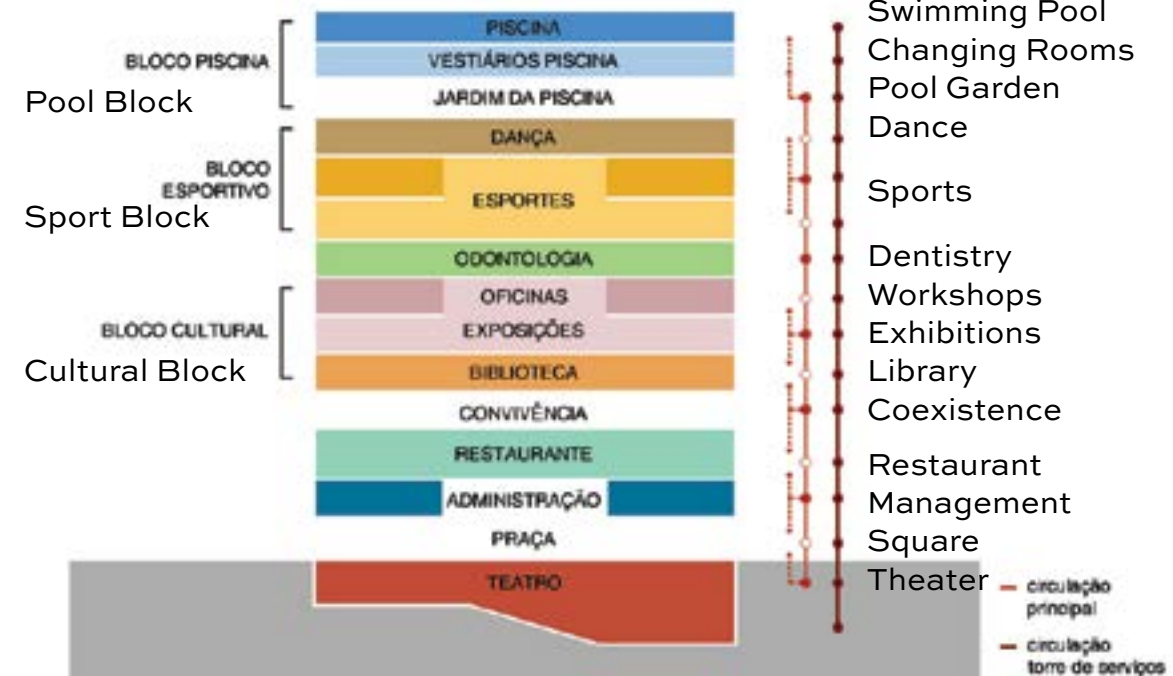 BLOCO PISCINA
Pool Block
BLOCO
ESPORTIVO
Sport Block
BLOCO CULTURAL
Cultural Block
PISCINA
VESTIÁRIOS PISCINA
JARDIM DA PISCINA
DANÇA
ESPORTES
ODONTOLOGIA
OFICINAS
EXPOSIÇÕES
BIBLIOTECA
CONVIVÊNCIA
RESTAURANTE
ADMINISTRAÇÃO
PRAÇA
TEATRO
Swimming Pool
Changing Rooms
Pool Garden
Dance
Sports
Dentistry
Workshops
Exhibitions
Library
Coexistence
Restaurant
Management
Square
Theater
circulação
principal
circulação
torre de serviços